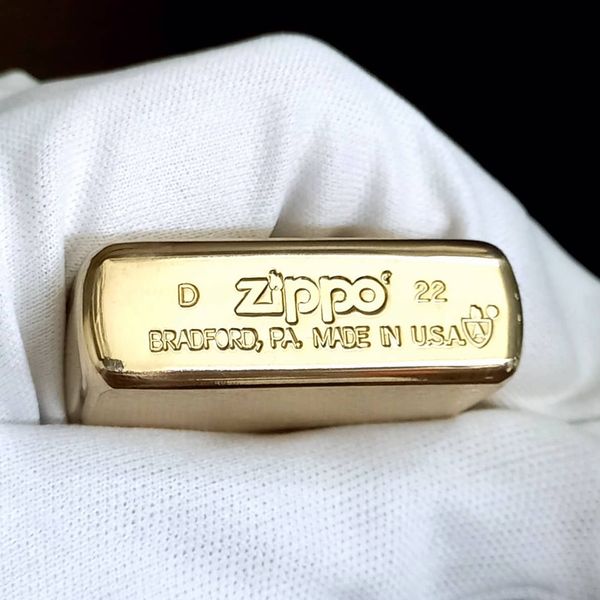 D Zippo 22
BRADFORD, PA. MADE IN U.S.A.